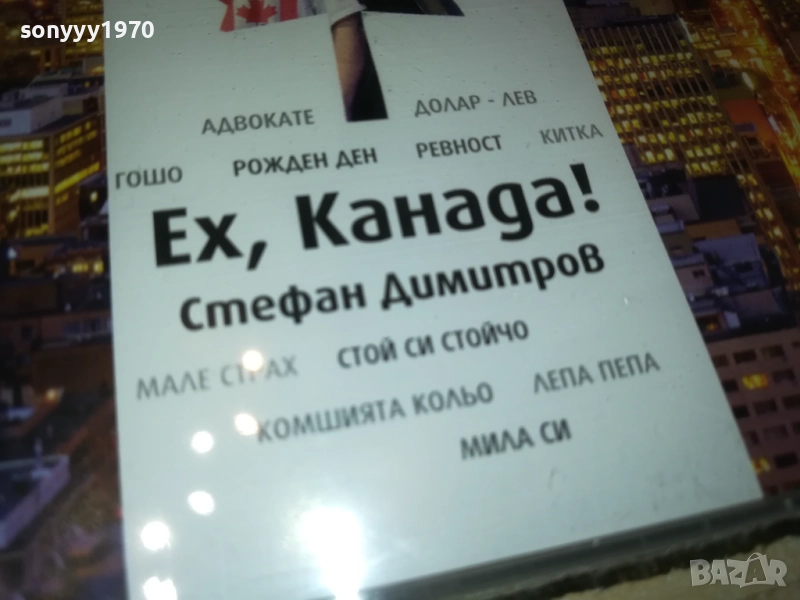 sonyyy1970
АДВОКАТЕ ДОЛАР - ЛЕВ
ГОШО РОЖДЕН ДЕН РЕВНОСТ КИТКА
Ех, Канада!
Стефан Димитров
МАЛЕ СТРАХ СТОЙ СИ СТОЙЧО
КОМШИЯТА КОЛЬО ЛЕПА ПЕПА
МИЛА СИ
BAZAR